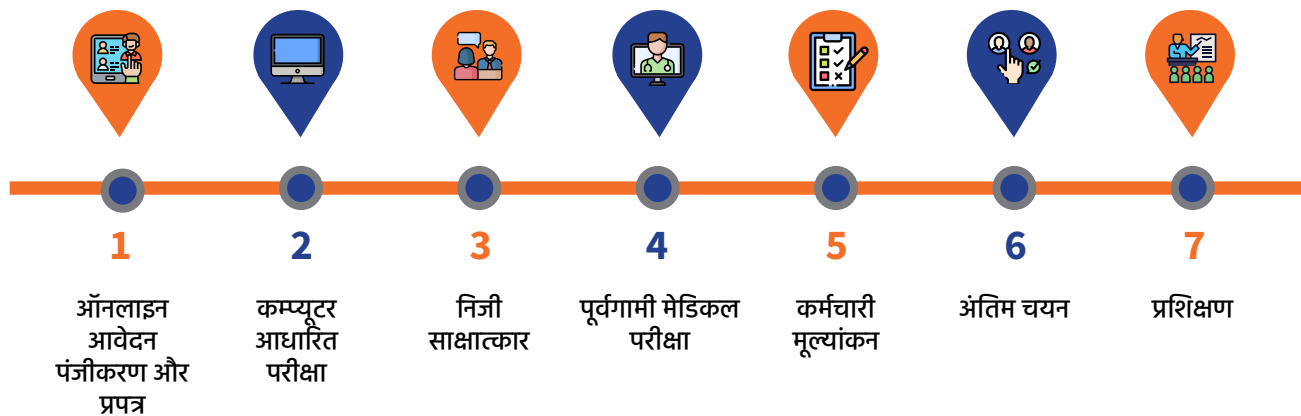 1
ऑनलाइन
आवेदन
पंजीकरण और
प्रपत्र
2
कम्प्यूटर
आधारित
परीक्षा
3
निजी
साक्षात्कार
4
पूर्वगामी मेडिकल
परीक्षा
5
कर्मचारी
मूल्यांकन
6
अंतिम चयन
7
प्रशिक्षण